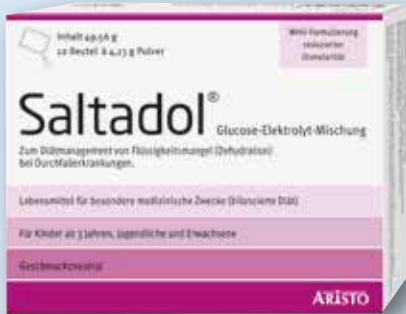 Inhalt 49,56 g
12 Beutel à 4,13 g Pulver
WHO-Formulierung
reduzierter
Osmolarität
Saltadol®
Glucose-Elektrolyt-Mischung
Zum Diätmanagement von Flüssigkeitsmangel (Dehydration)
bei Durchfallerkrankungen.
Lebensmittel für besondere medizinische Zwecke (bilanzierte Diät)
Für Kinder ab 3 Jahren, Jugendliche und Erwachsene
Geschmacksneutral
ARISTO